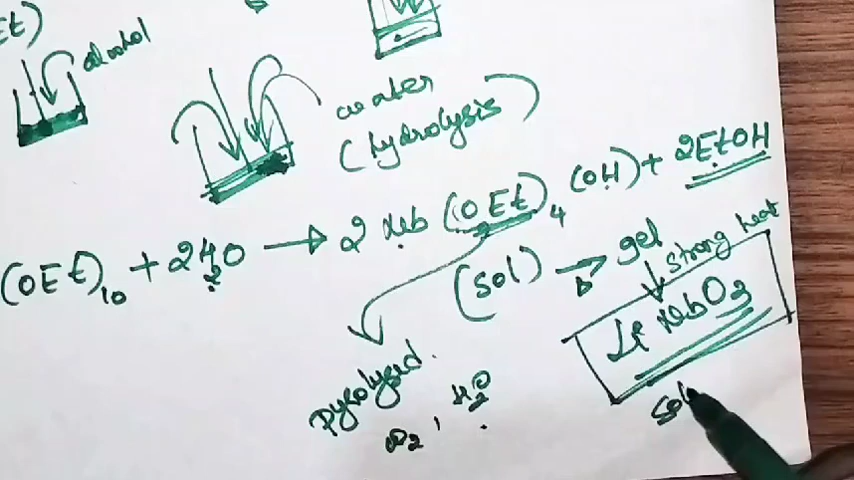 Et)
alcohol
water
(hydrolysis)
(OEt)10 + 2H2O → 2 Nb(OEt)4(OH) + 2EtOH
(sol) → gel
Δ
strong heat
LiNbO3
Pyrolysed.
H2O
sol